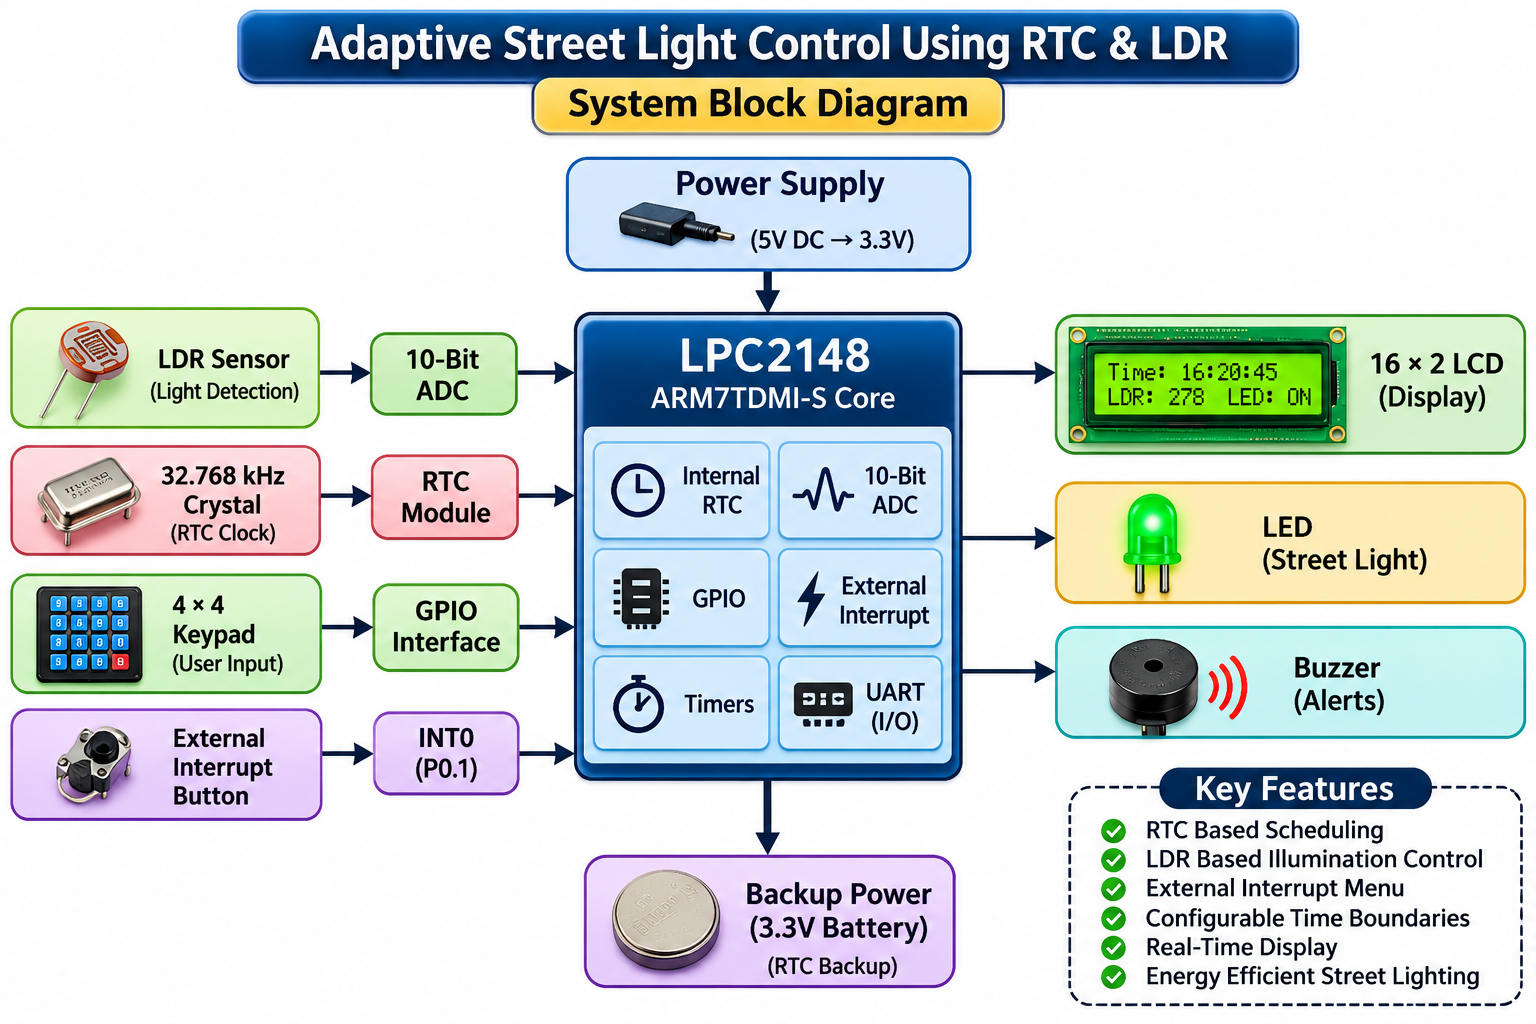 Adaptive Street Light Control Using RTC & LDR
System Block Diagram
Power Supply
(5V DC → 3.3V)
LDR Sensor
(Light Detection)
10-Bit
ADC
32.768 kHz
Crystal
(RTC Clock)
RTC
Module
4 × 4
Keypad
(User Input)
GPIO
Interface
External
Interrupt
Button
INT0
(P0.1)
LPC2148
ARM7TDMI-S Core
Internal
RTC
10-Bit
ADC
GPIO
External
Interrupt
Timers
UART
(I/O)
Time: 16:20:45
LDR: 278 LED: ON
16 × 2 LCD
(Display)
LED
(Street Light)
Buzzer
(Alerts)
Backup Power
(3.3V Battery)
(RTC Backup)
Key Features
RTC Based Scheduling
LDR Based Illumination Control
External Interrupt Menu
Configurable Time Boundaries
Real-Time Display
Energy Efficient Street Lighting